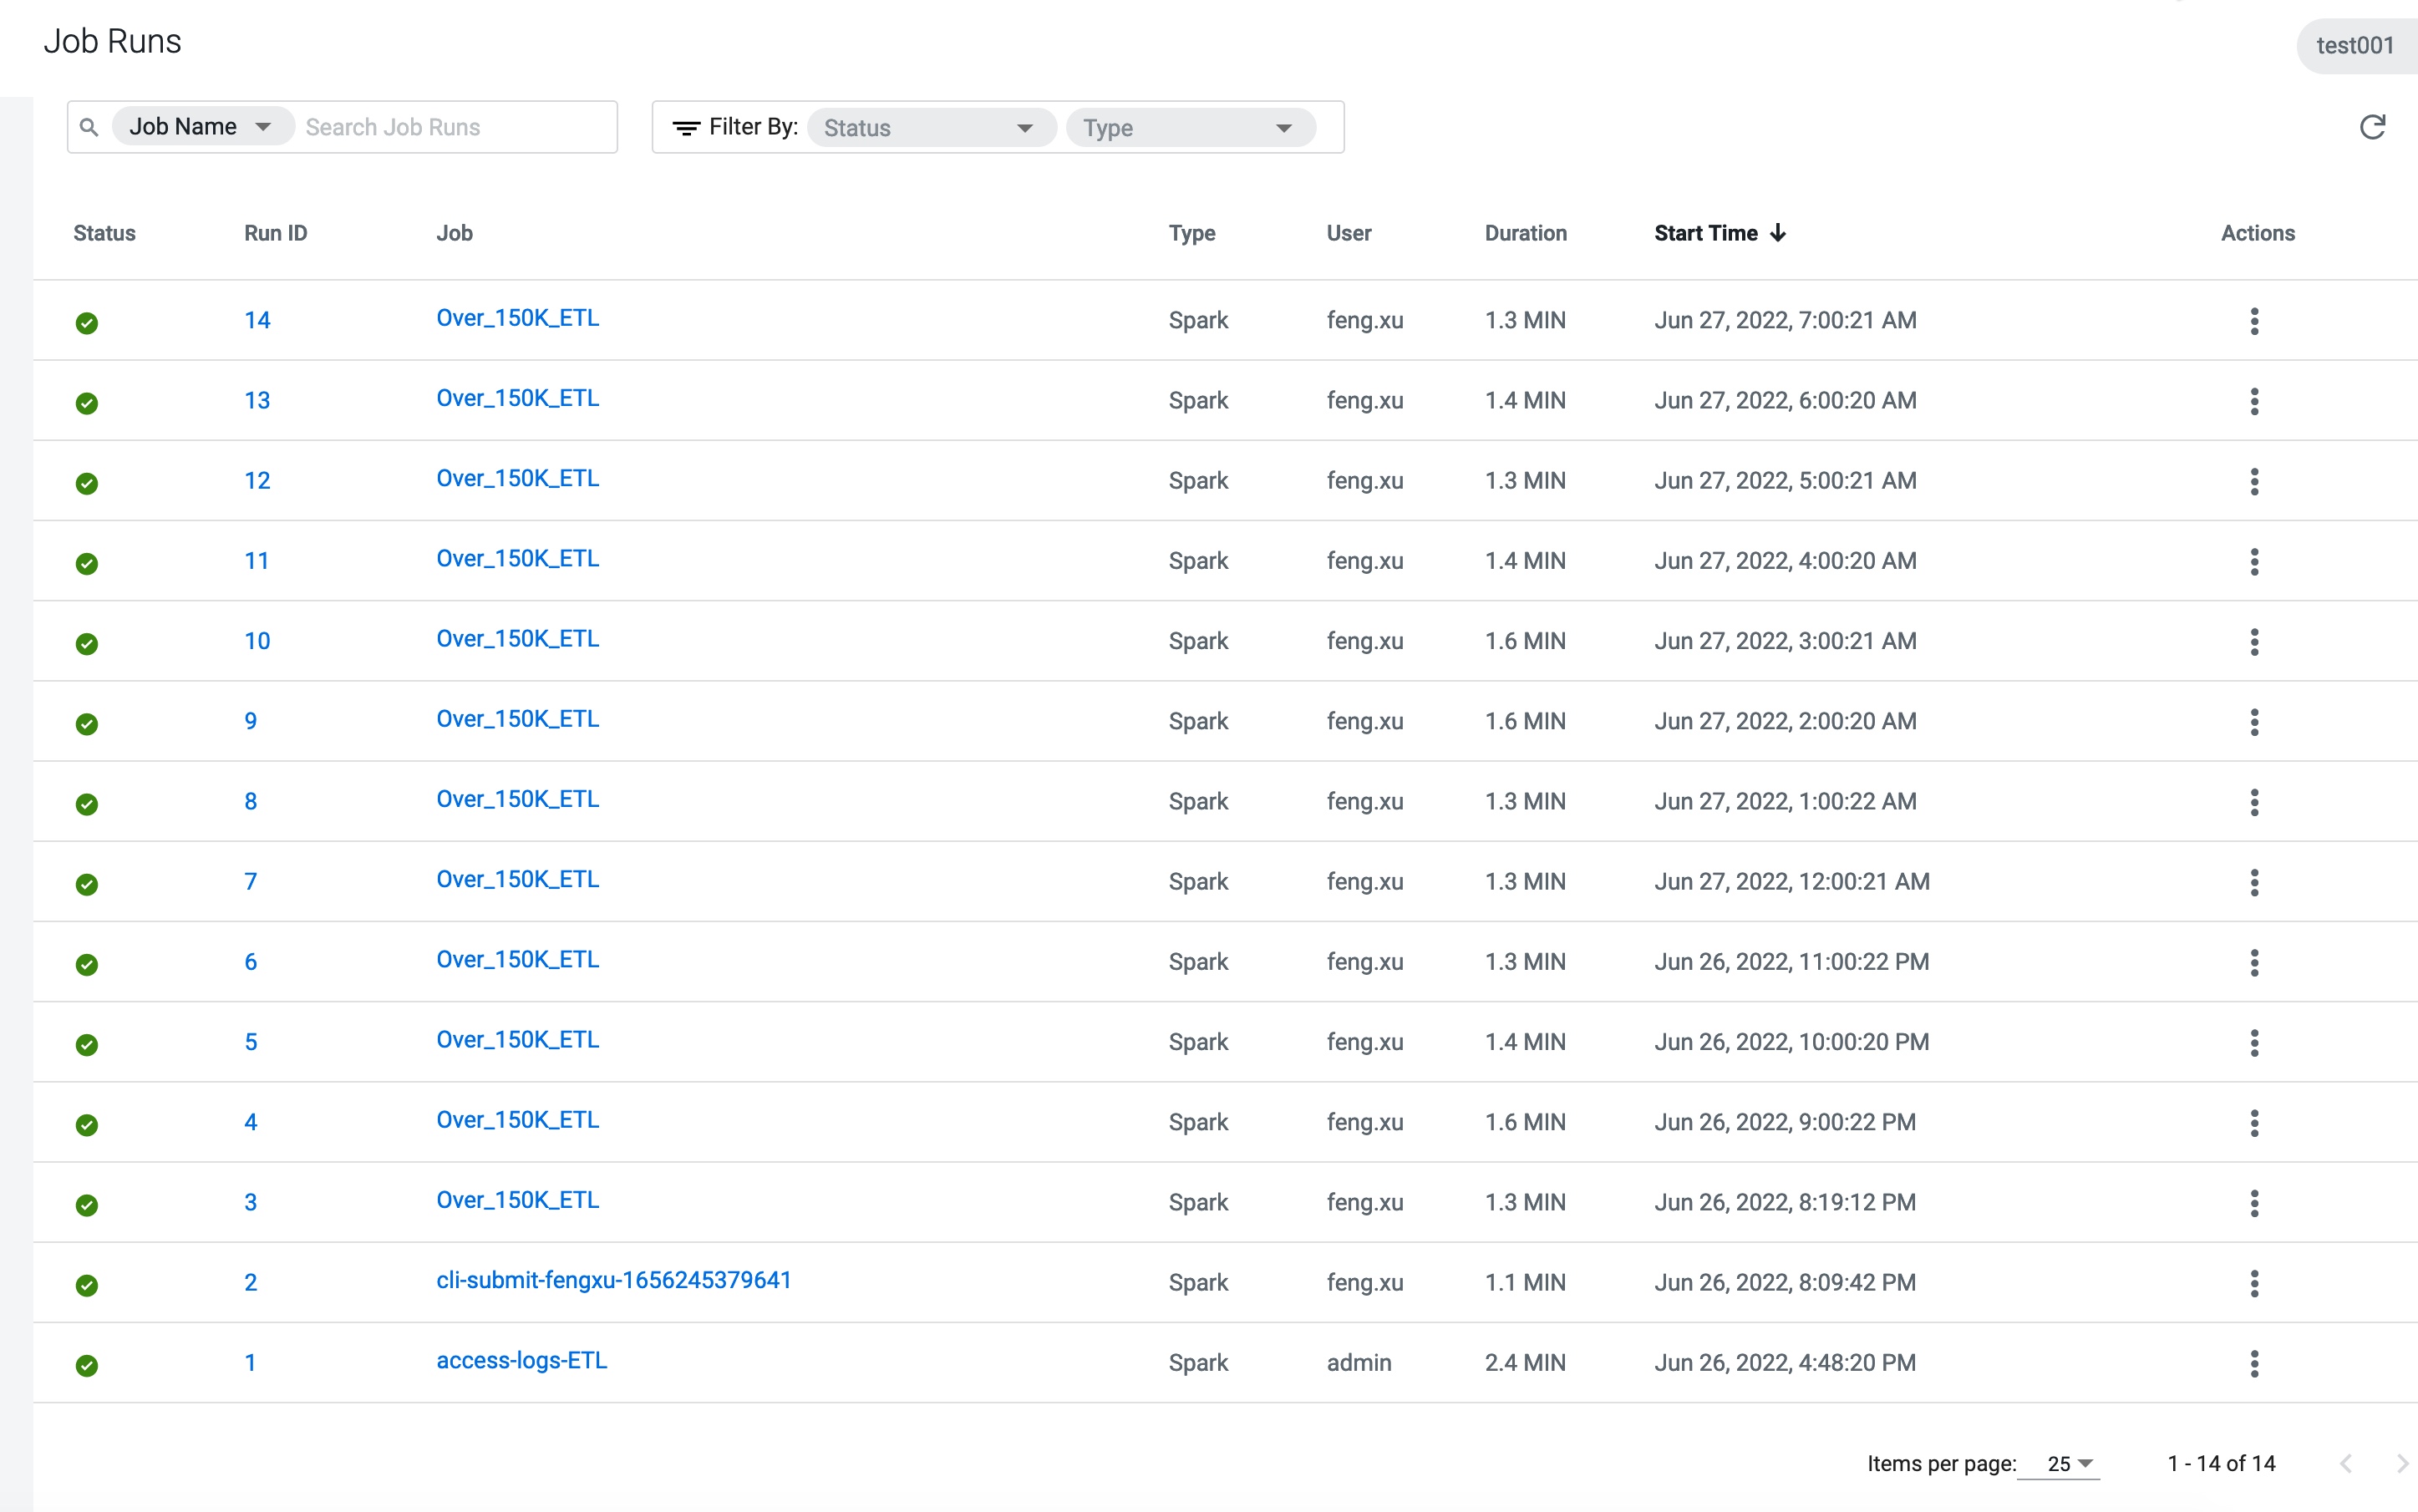 Job Runs
test001
Job Name Search Job Runs Filter By: Status Type
Status Run ID Job Type User Duration Start Time Actions
14 Over_150K_ETL Spark feng.xu 1.3 MIN Jun 27, 2022, 7:00:21 AM
13 Over_150K_ETL Spark feng.xu 1.4 MIN Jun 27, 2022, 6:00:20 AM
12 Over_150K_ETL Spark feng.xu 1.3 MIN Jun 27, 2022, 5:00:21 AM
11 Over_150K_ETL Spark feng.xu 1.4 MIN Jun 27, 2022, 4:00:20 AM
10 Over_150K_ETL Spark feng.xu 1.6 MIN Jun 27, 2022, 3:00:21 AM
9 Over_150K_ETL Spark feng.xu 1.6 MIN Jun 27, 2022, 2:00:20 AM
8 Over_150K_ETL Spark feng.xu 1.3 MIN Jun 27, 2022, 1:00:22 AM
7 Over_150K_ETL Spark feng.xu 1.3 MIN Jun 27, 2022, 12:00:21 AM
6 Over_150K_ETL Spark feng.xu 1.3 MIN Jun 26, 2022, 11:00:22 PM
5 Over_150K_ETL Spark feng.xu 1.4 MIN Jun 26, 2022, 10:00:20 PM
4 Over_150K_ETL Spark feng.xu 1.6 MIN Jun 26, 2022, 9:00:22 PM
3 Over_150K_ETL Spark feng.xu 1.3 MIN Jun 26, 2022, 8:19:12 PM
2 cli-submit-fengxu-1656245379641 Spark feng.xu 1.1 MIN Jun 26, 2022, 8:09:42 PM
1 access-logs-ETL Spark admin 2.4 MIN Jun 26, 2022, 4:48:20 PM
Items per page: 25 1 - 14 of 14